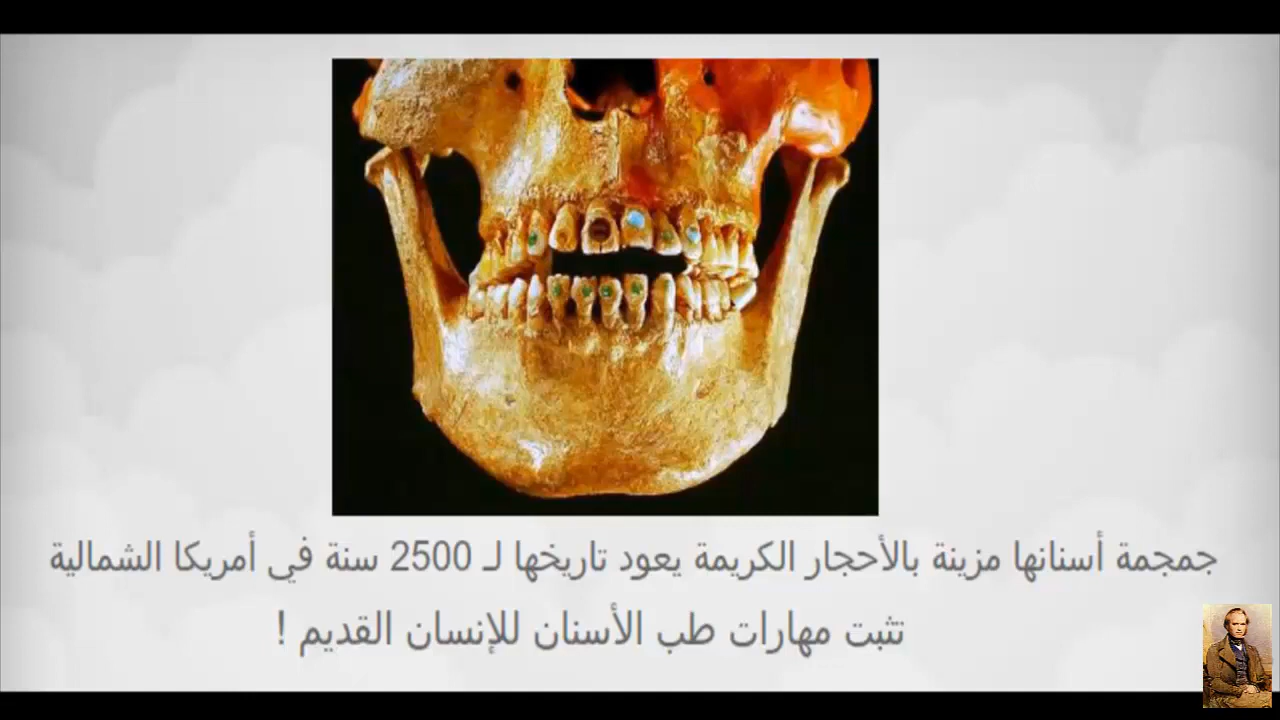 جمجمة أسنانها مزينة بالأحجار الكريمة يعود تاريخها لـ 2500 سنة في أمريكا الشمالية
تثبت مهارات طب الأسنان للإنسان القديم !